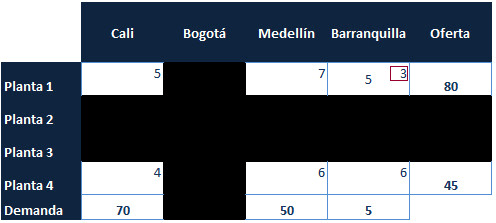 Cali Bogotá Medellín Barranquilla Oferta
Planta 1 5 7 5 3 80
Planta 2
Planta 3
Planta 4 4 6 6 45
Demanda 70 50 5